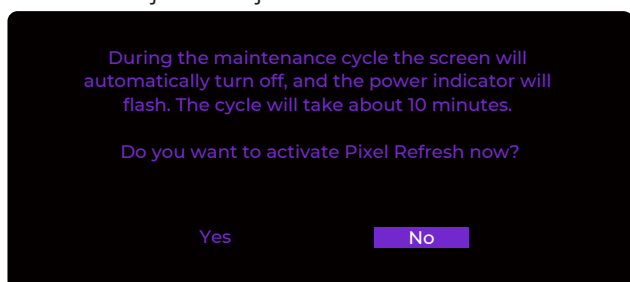 During the maintenance cycle the screen will
automatically turn off, and the power indicator will
flash. The cycle will take about 10 minutes.
Do you want to activate Pixel Refresh now?
Yes No